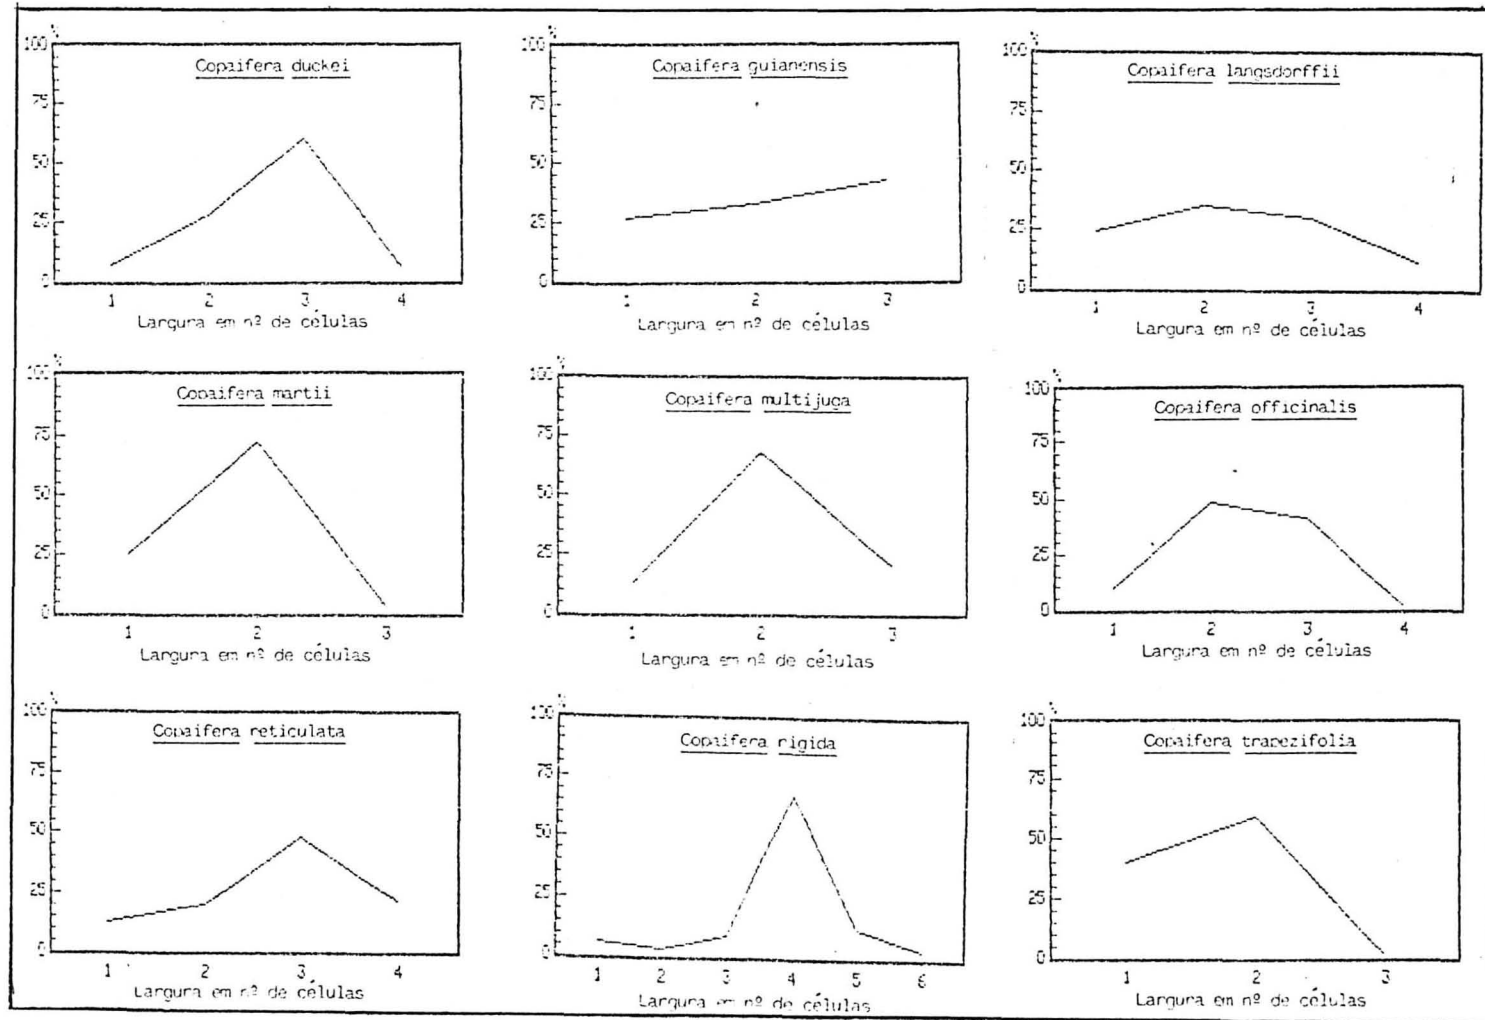 %
100
Copaifera duckei
75
50
25
0
1 2 3 4
Largura em nº de células
%
100
Copaifera guianensis
75
50
25
0
1 2 3
Largura em nº de células
%
100
Copaifera langsdorffii
75
50
25
0
1 2 3 4
Largura em nº de células
%
100
Copaifera martii
75
50
25
0
1 2 3
Largura em nº de células
%
100
Copaifera multijuga
75
50
25
0
1 2 3
Largura em nº de células
%
100
Copaifera officinalis
75
50
25
0
1 2 3 4
Largura em nº de células
%
100
Copaifera reticulata
75
50
25
0
1 2 3 4
Largura em nº de células
%
100
Copaifera rigida
75
50
25
0
1 2 3 4 5 6
Largura em nº de células
%
100
Copaifera trapezifolia
75
50
25
0
1 2 3
Largura em nº de células